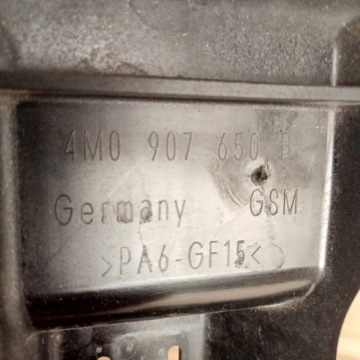 4M0 907 650 B
Germany GSM
>PA6-GF15<